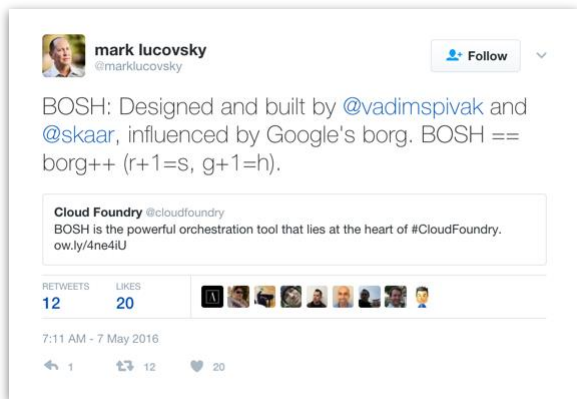 mark lucovsky
@marklucovsky
Follow
BOSH: Designed and built by @vadimspivak and
@skaar, influenced by Google's borg. BOSH ==
borg++ (r+1=s, g+1=h).
Cloud Foundry @cloudfoundry
BOSH is the powerful orchestration tool that lies at the heart of #CloudFoundry.
ow.ly/4ne4iU
RETWEETS LIKES
12 20
7:11 AM - 7 May 2016
1 12 20